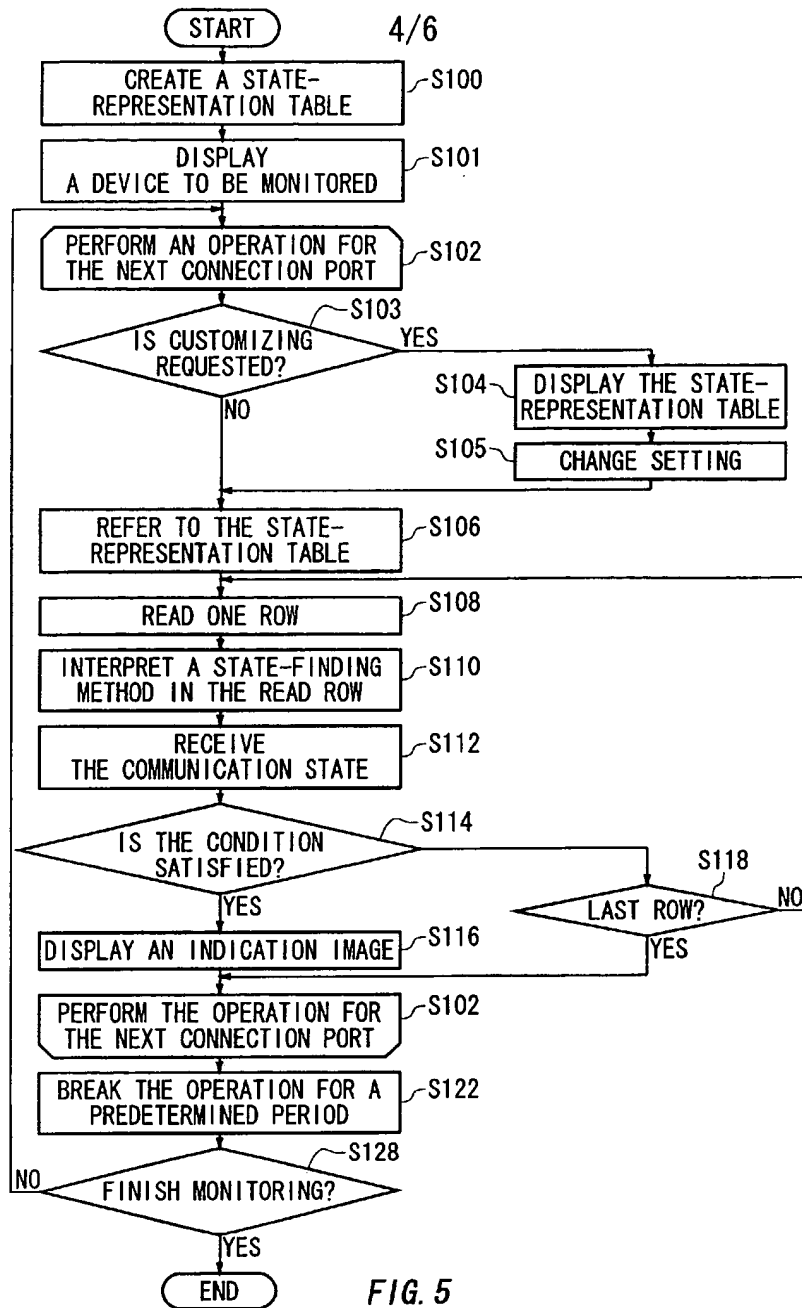 START
4/6
CREATE A STATE-
REPRESENTATION TABLE
S100
DISPLAY
A DEVICE TO BE MONITORED
S101
PERFORM AN OPERATION FOR
THE NEXT CONNECTION PORT
S102
S103
IS CUSTOMIZING
REQUESTED?
YES
NO
S104
DISPLAY THE STATE-
REPRESENTATION TABLE
S105
CHANGE SETTING
REFER TO THE STATE-
REPRESENTATION TABLE
S106
READ ONE ROW
S108
INTERPRET A STATE-FINDING
METHOD IN THE READ ROW
S110
RECEIVE
THE COMMUNICATION STATE
S112
IS THE CONDITION
SATISFIED?
S114
YES
S118
LAST ROW?
NO
YES
DISPLAY AN INDICATION IMAGE
S116
PERFORM THE OPERATION FOR
THE NEXT CONNECTION PORT
S102
BREAK THE OPERATION FOR A
PREDETERMINED PERIOD
S122
S128
NO
FINISH MONITORING?
YES
END
FIG. 5